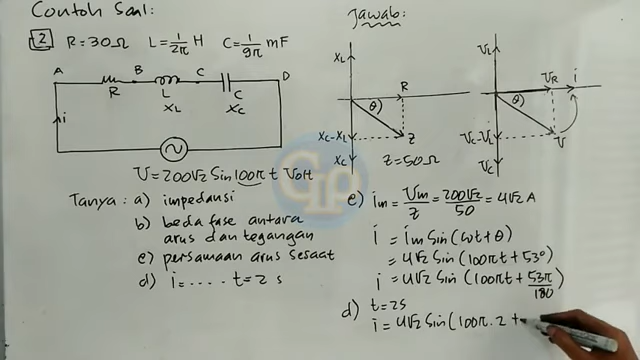 Contoh Soal:
2 R = 30Ω L = 1/2π H C = 1/9π mF
A B C D
R L C
XL XC
i
V = 200√2 Sin 100π t Volt
Tanya: a) impedansi
b) beda fase antara
arus dan tegangan
c) persamaan arus sesaat
d) i = ..... t = 2 s
Jawab:
XL
R
θ)
XC-XL
Z
XC
Z = 50Ω
VL
VR i
θ)
VC-VL
V
VC
c) im = Vm/Z = 200√2/50 = 4√2 A
i = im Sin (ωt + θ)
= 4√2 Sin (100πt + 53°)
i = 4√2 Sin (100πt + 53π/180)
d) t = 2s
i = 4√2 Sin (100π. 2 +